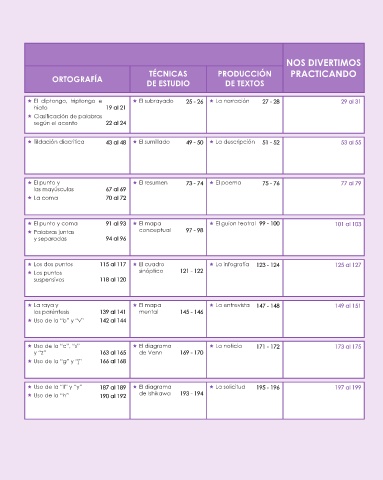 ORTOGRAFÍA
TÉCNICAS
DE ESTUDIO
PRODUCCIÓN
DE TEXTOS
NOS DIVERTIMOS
PRACTICANDO
★ El diptongo, triptongo e
hiato 19 al 21
★ Clasificación de palabras
según el acento 22 al 24
★ El subrayado 25 - 26
★ La narración 27 - 28
29 al 31
★ Tildación diacrítica 43 al 48
★ El sumillado 49 - 50
★ La descripción 51 - 52
53 al 55
★ El punto y
las mayúsculas 67 al 69
★ La coma 70 al 72
★ El resumen 73 - 74
★ El poema 75 - 76
77 al 79
★ El punto y coma 91 al 93
★ Palabras juntas
y separadas 94 al 96
★ El mapa
conceptual 97 - 98
★ El guion teatral 99 - 100
101 al 103
★ Los dos puntos 115 al 117
★ Los puntos
suspensivos 118 al 120
★ El cuadro
sinóptico 121 - 122
★ La infografía 123 - 124
125 al 127
★ La raya y
los paréntesis 139 al 141
★ Uso de la "b" y "v" 142 al 144
★ El mapa
mental 145 - 146
★ La entrevista 147 - 148
149 al 151
★ Uso de la "c", "s"
y "z" 163 al 165
★ Uso de la "g" y "j" 166 al 168
★ El diagrama
de Venn 169 - 170
★ La noticia 171 - 172
173 al 175
★ Uso de la "ll" y "y" 187 al 189
★ Uso de la "h" 190 al 192
★ El diagrama
de Ishikawa 193 - 194
★ La solicitud 195 - 196
197 al 199